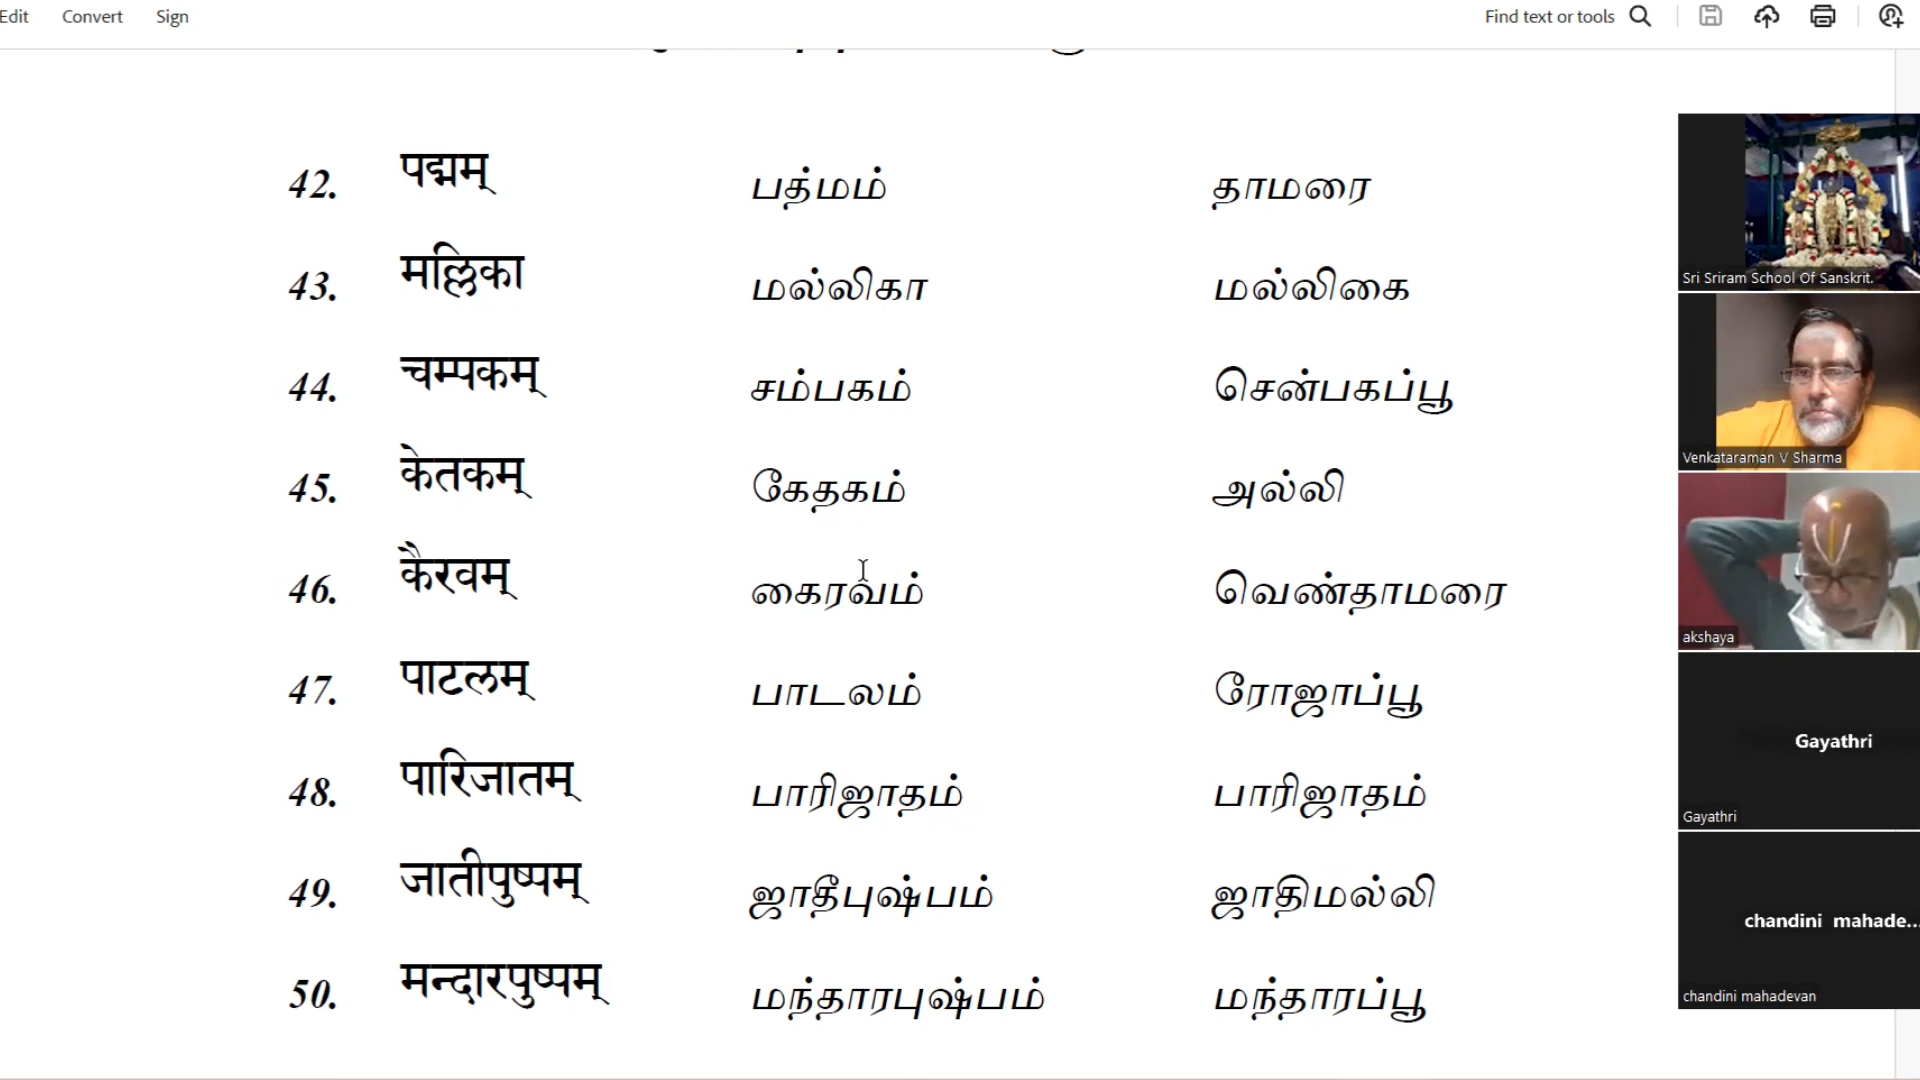 Edit Convert Sign Find text or tools
42. पद्मम् பத்மம் தாமரை
43. मल्लिका மல்லிகா மல்லிகை
44. चम्पकम् சம்பகம் செண்பகப்பூ
45. केतकम् கேதகம் அல்லி
46. कैरवम् கைரவம் வெண்தாமரை
47. पाटलम् பாடலம் ரோஜாப்பூ
48. पारिजातम् பாரிஜாதம் பாரிஜாதம்
49. जातीपुष्पम् ஜாதீபுஷ்பம் ஜாதிமல்லி
50. मन्दारपुष्पम् மந்தாரபுஷ்பம் மந்தாரப்பூ
Sri Sriram School Of Sanskrit.
Venkataraman V Sharma
akshaya
Gayathri
Gayathri
chandini mahade...
chandini mahadevan